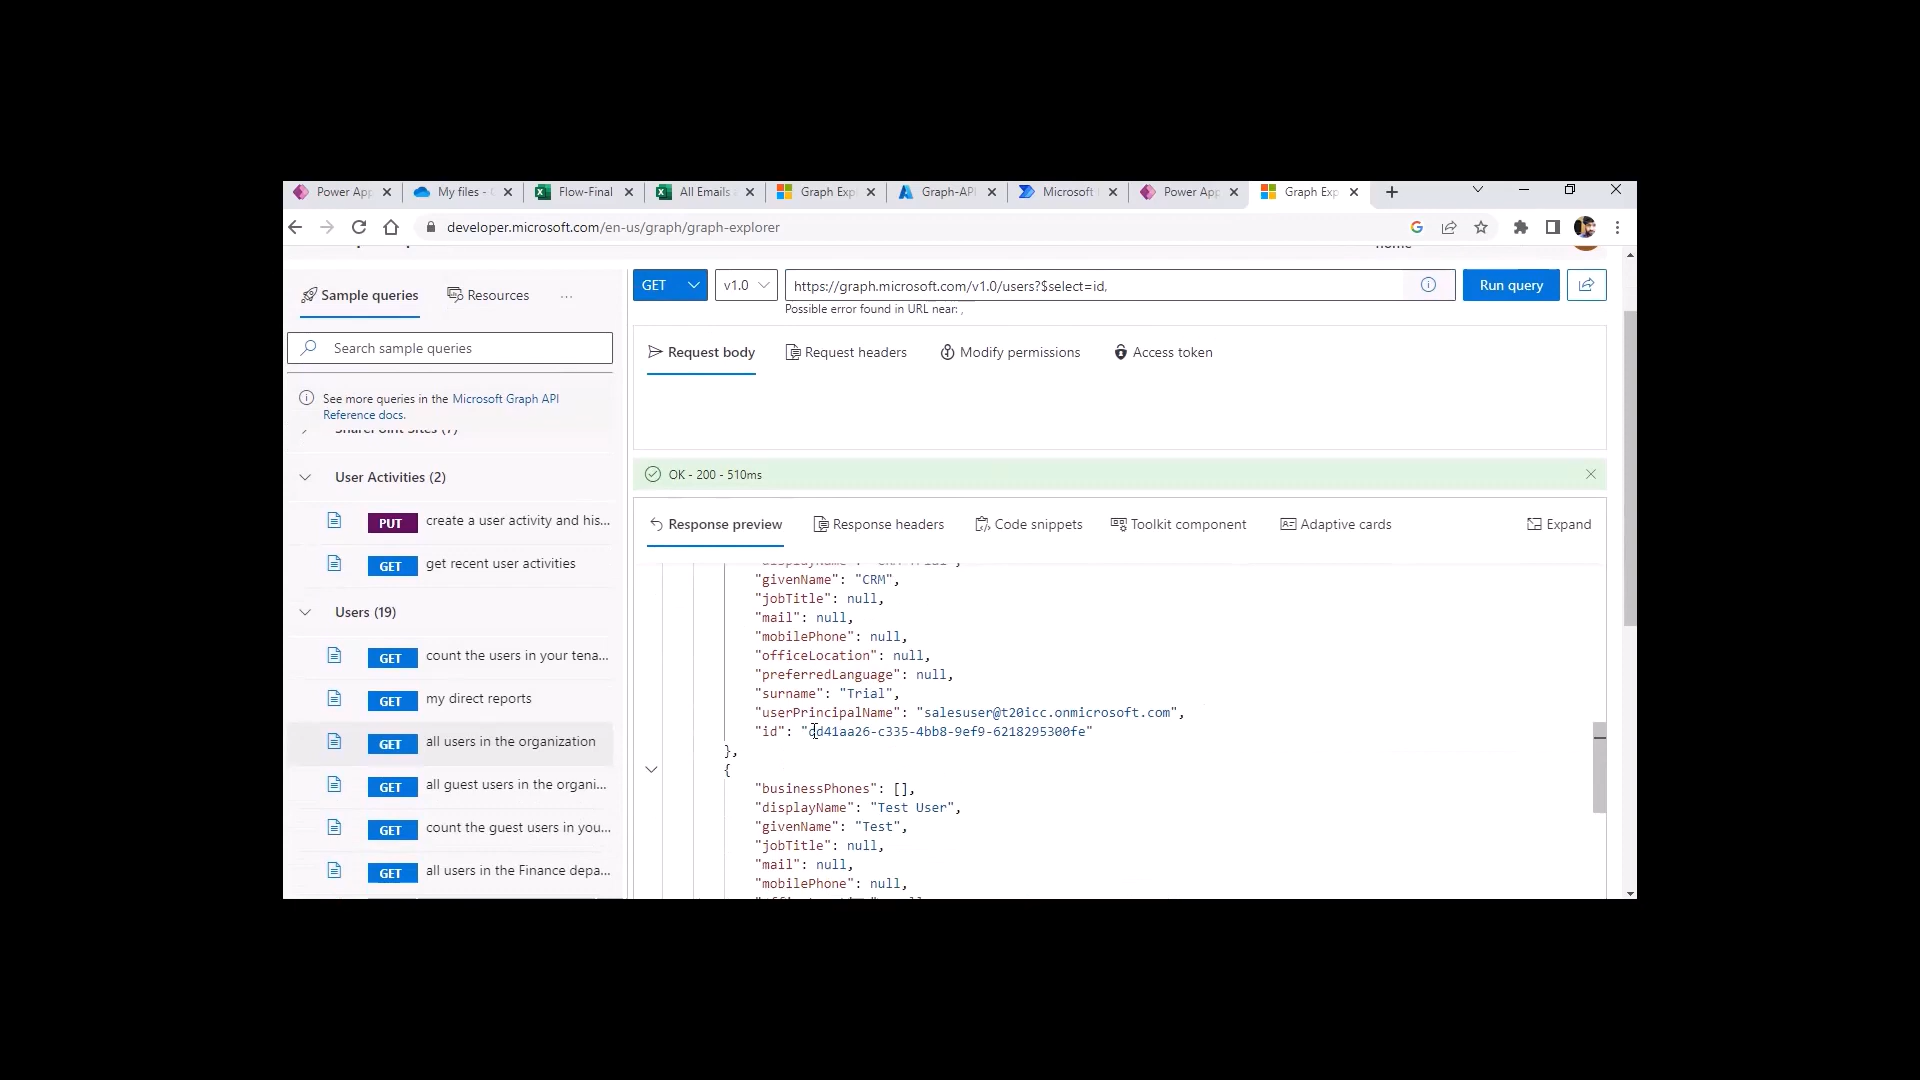 Power App
My files -
Flow-Final
All Emails
Graph Exp
Graph-API
Microsoft
Power App
Graph Exp
developer.microsoft.com/en-us/graph/graph-explorer
home
Sample queries
Resources
...
GET
v1.0
https://graph.microsoft.com/v1.0/users?$select=id,
Run query
Possible error found in URL near: ,
Search sample queries
Request body
Request headers
Modify permissions
Access token
See more queries in the Microsoft Graph API
Reference docs.
SharePoint Sites (7)
User Activities (2)
OK - 200 - 510ms
PUT create a user activity and his...
GET get recent user activities
Response preview
Response headers
Code snippets
Toolkit component
Adaptive cards
Expand
Users (19)
GET count the users in your tena...
GET my direct reports
GET all users in the organization
GET all guest users in the organi...
GET count the guest users in you...
GET all users in the Finance depa...
"displayName": "CRM Trial",
"givenName": "CRM",
"jobTitle": null,
"mail": null,
"mobilePhone": null,
"officeLocation": null,
"preferredLanguage": null,
"surname": "Trial",
"userPrincipalName": "salesuser@t20icc.onmicrosoft.com",
"id": "cd41aa26-c335-4bb8-9ef9-6218295300fe"
},
{
"businessPhones": [],
"displayName": "Test User",
"givenName": "Test",
"jobTitle": null,
"mail": null,
"mobilePhone": null,